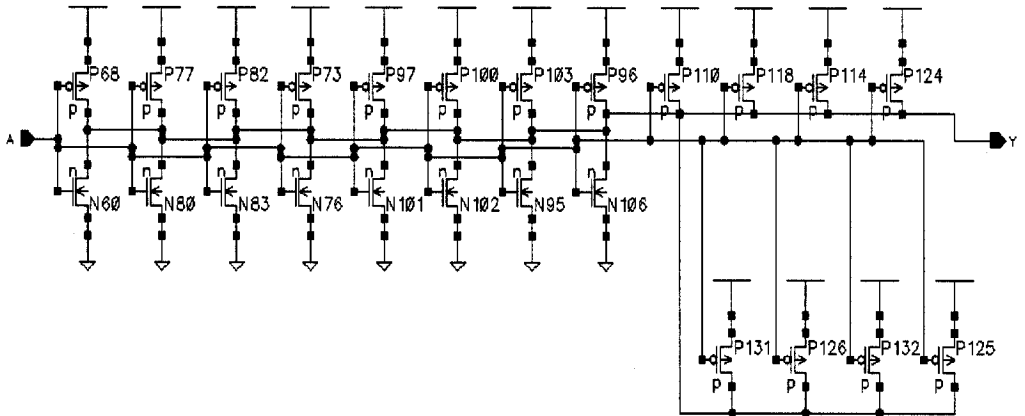 P68 P77 P82 P73 P97 P100 P103 P96 P110 P118 P114 P124
p p p p p p p p p p p p
A Y
n n n n n n n n
N60 N80 N83 N76 N101 N102 N95 N106
P131 P126 P132 P125
p p p p